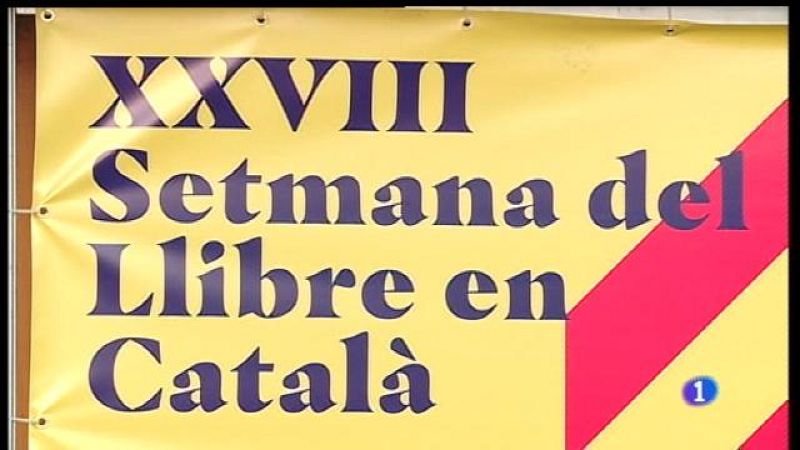 XXVIII
Setmana del
Llibre en
Català
1